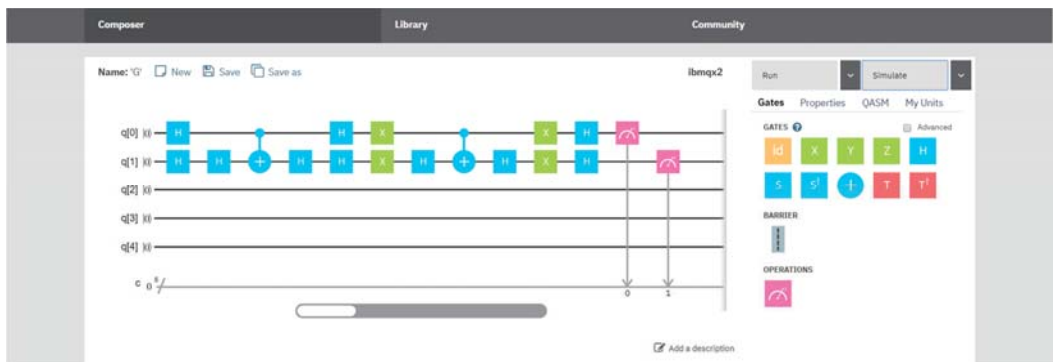 Composer Library Community
Name: 'G' New Save Save as ibmqx2
Run Simulate
Gates Properties QASM My Units
GATES Advanced
id X Y Z H
S S† + T T†
BARRIER
OPERATIONS
q[0] |0⟩ H H X X H
q[1] |0⟩ H H + H H X H + H X H
q[2] |0⟩
q[3] |0⟩
q[4] |0⟩
c 0
0 1
Add a description